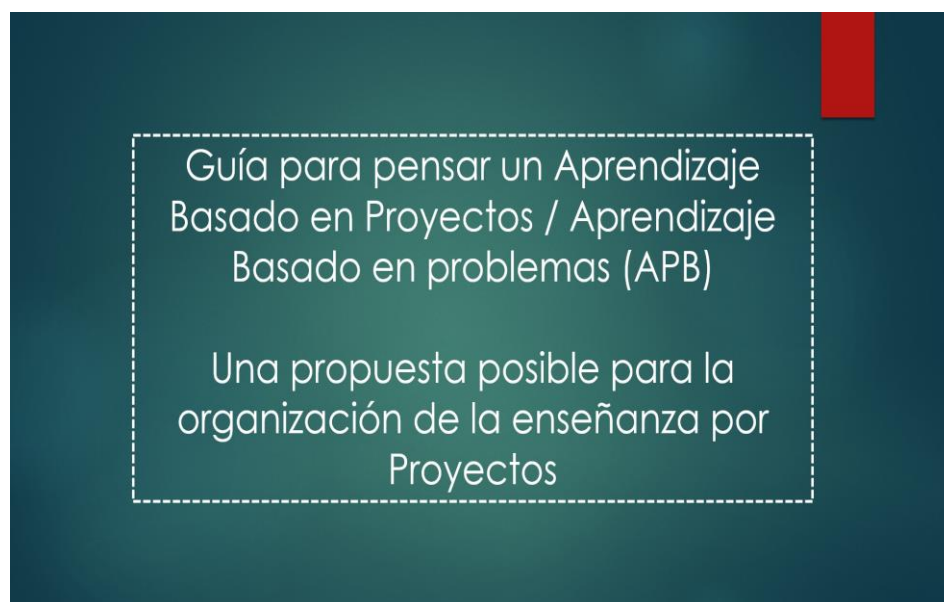 Guía para pensar un Aprendizaje
Basado en Proyectos / Aprendizaje
Basado en problemas (APB)
Una propuesta posible para la
organización de la enseñanza por
Proyectos